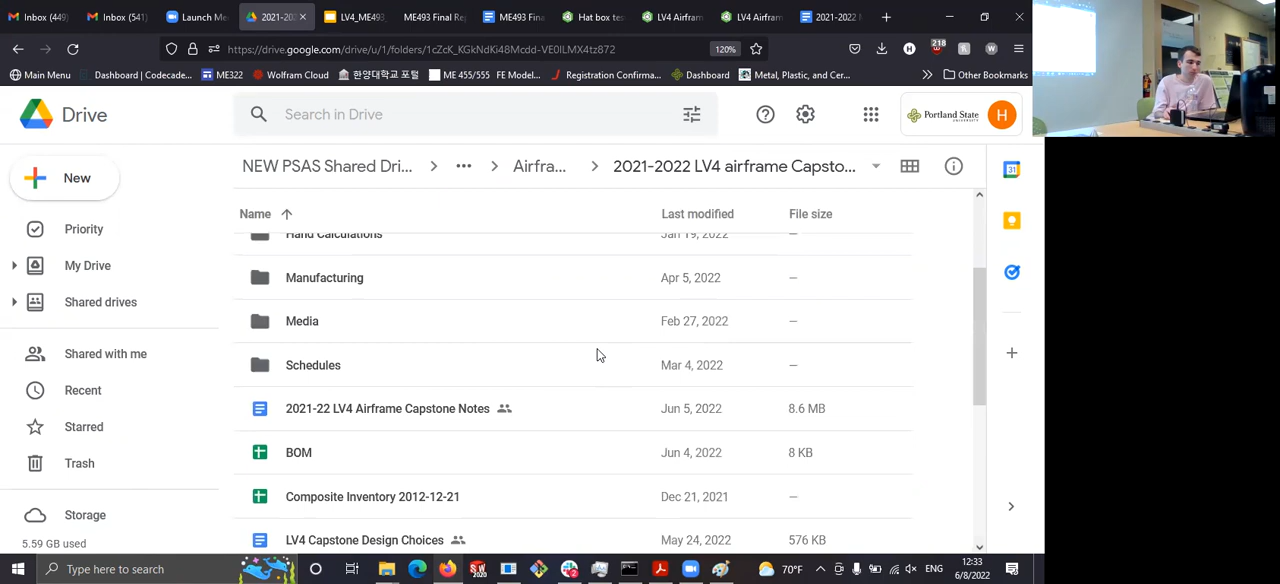 Inbox (449)
Inbox (541)
Launch Me
2021-202
LV4_ME493_
ME493 Final Re
ME493 Fina
Hat box tes
LV4 Airfram
LV4 Airfram
2021-2022
https://drive.google.com/drive/u/1/folders/1cZcK_KGkNdKi48Mcdd-VE0lLMX4tz872
120%
218
Main Menu
Dashboard | Codecade...
ME322
Wolfram Cloud
한양대학교 포털
ME 455/555
FE Model...
Registration Confirma...
Dashboard
Metal, Plastic, and Cer...
Other Bookmarks
Drive
Search in Drive
Portland State
UNIVERSITY
H
New
NEW PSAS Shared Dri...
Airfra...
2021-2022 LV4 airframe Capsto...
Name
Last modified
File size
Priority
My Drive
Shared drives
Shared with me
Recent
Starred
Trash
Storage
5.59 GB used
Hand Calculations Jan 19, 2022 —
Manufacturing Apr 5, 2022 —
Media Feb 27, 2022 —
Schedules Mar 4, 2022 —
2021-22 LV4 Airframe Capstone Notes Jun 5, 2022 8.6 MB
BOM Jun 4, 2022 8 KB
Composite Inventory 2012-12-21 Dec 21, 2021 —
LV4 Capstone Design Choices May 24, 2022 576 KB
31
Type here to search
70°F
ENG
12:33
6/8/2022